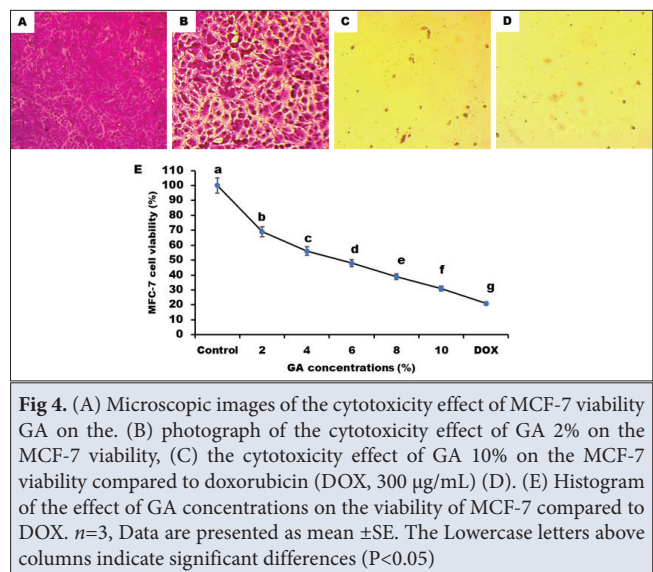 A
B
C
D
E
110
100
90
80
70
60
50
40
30
20
10
0
MFC-7 cell viability (%)
a
b
c
d
e
f
g
Control 2 4 6 8 10 DOX
GA concentrations (%)
Fig 4. (A) Microscopic images of the cytotoxicity effect of MCF-7 viability
GA on the. (B) photograph of the cytotoxicity effect of GA 2% on the
MCF-7 viability, (C) the cytotoxicity effect of GA 10% on the MCF-7
viability compared to doxorubicin (DOX, 300 µg/mL) (D). (E) Histogram
of the effect of GA concentrations on the viability of MCF-7 compared to
DOX. n=3, Data are presented as mean ±SE. The Lowercase letters above
columns indicate significant differences (P<0.05)